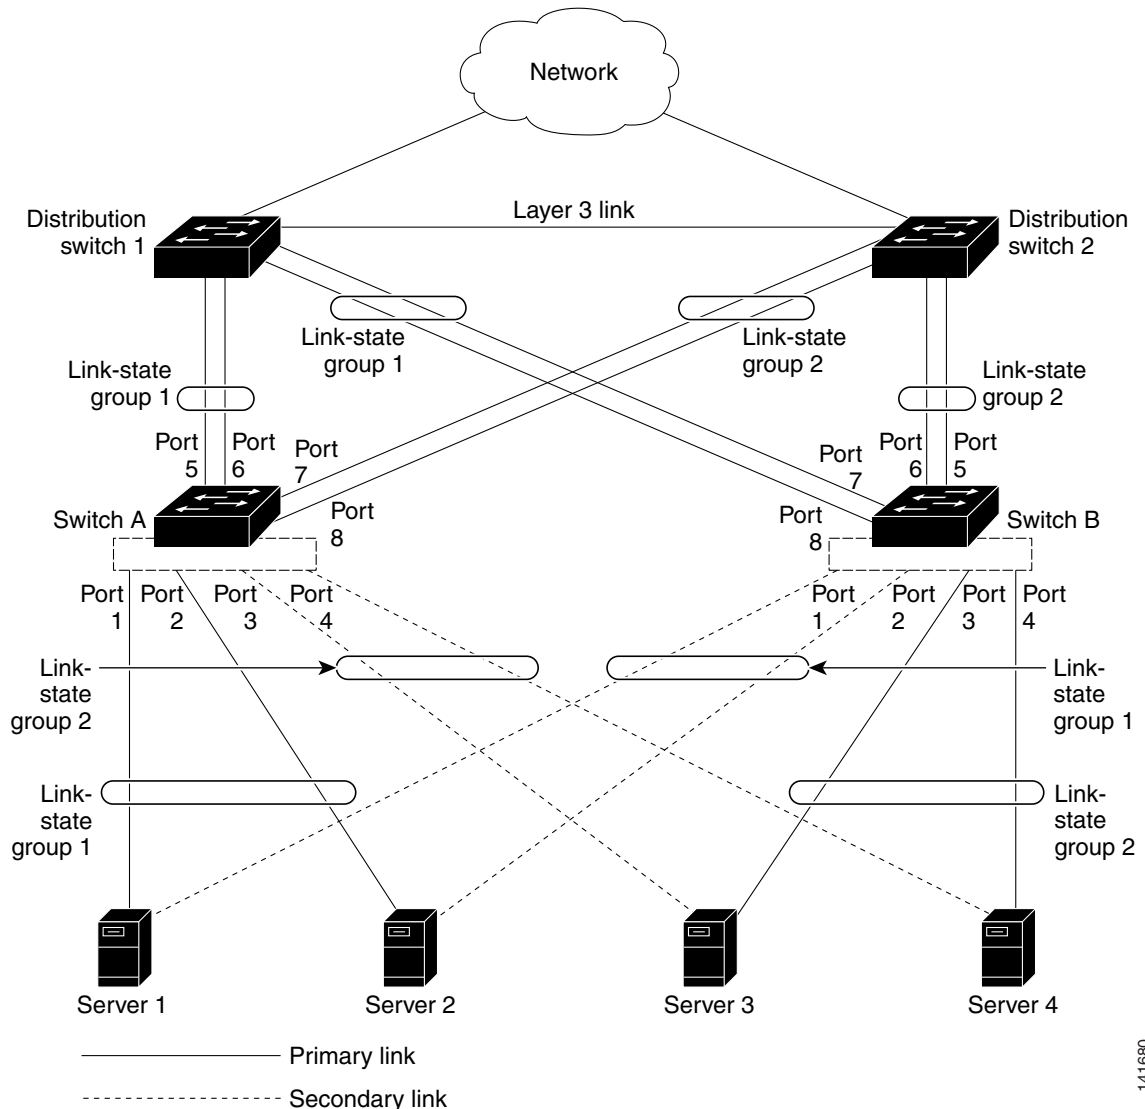 Network
Layer 3 link
Distribution
switch 1
Distribution
switch 2
Link-state
group 1
Link-state
group 2
Link-state
group 1
Link-state
group 2
Port
5
Port
6
Port
7
Port
8
Switch A
Port
7
Port
6
Port
5
Port
8
Switch B
Port
1
Port
2
Port
3
Port
4
Port
1
Port
2
Port
3
Port
4
Link-
state
group 2
Link-
state
group 1
Link-
state
group 1
Link-
state
group 2
Server 1
Server 2
Server 3
Server 4
Primary link
Secondary link
141680